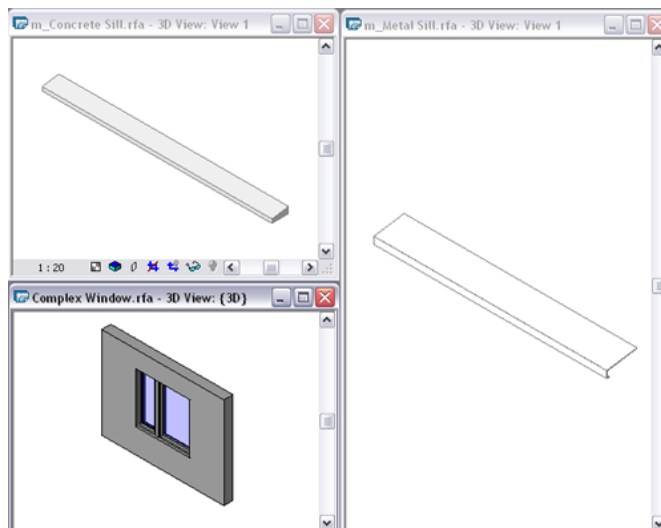 m_Concrete Sill.rfa - 3D View: View 1
m_Metal Sill.rfa - 3D View: View 1
1 : 20
Complex Window.rfa - 3D View: {3D}